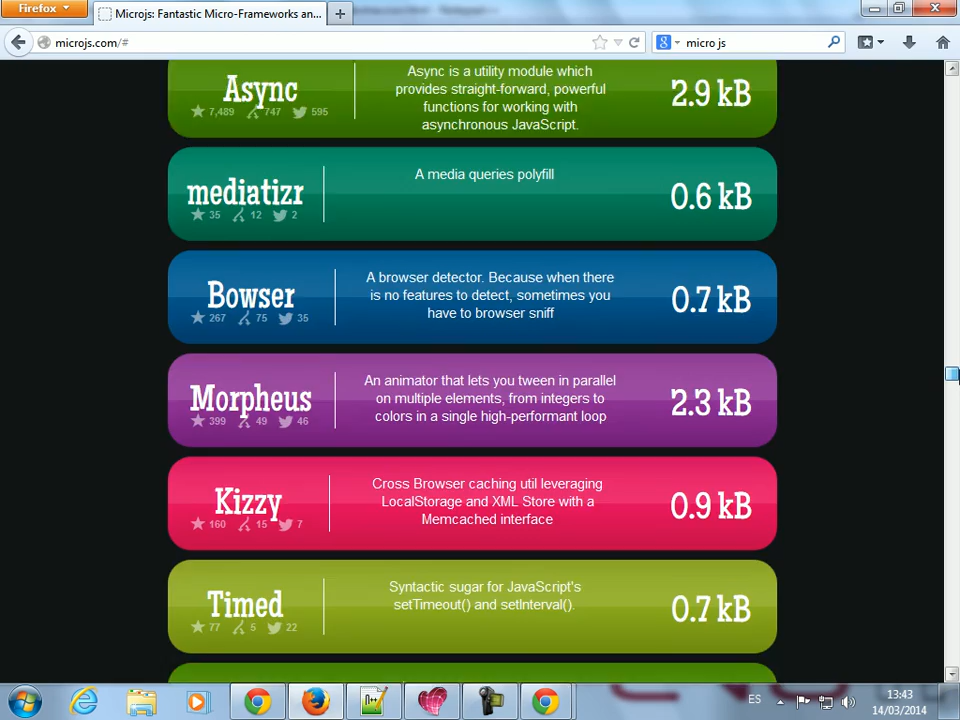 Firefox
Microjs: Fantastic Micro-Frameworks an...
microjs.com/#
micro js
Async
7,489 747 595
Async is a utility module which
provides straight-forward, powerful
functions for working with
asynchronous JavaScript.
2.9 kB
mediatizr
35 12 2
A media queries polyfill
0.6 kB
Bowser
267 75 35
A browser detector. Because when there
is no features to detect, sometimes you
have to browser sniff
0.7 kB
Morpheus
399 49 46
An animator that lets you tween in parallel
on multiple elements, from integers to
colors in a single high-performant loop
2.3 kB
Kizzy
160 15 7
Cross Browser caching util leveraging
LocalStorage and XML Store with a
Memcached interface
0.9 kB
Timed
77 5 22
Syntactic sugar for JavaScript's
setTimeout() and setInterval().
0.7 kB
ES
13:43
14/03/2014